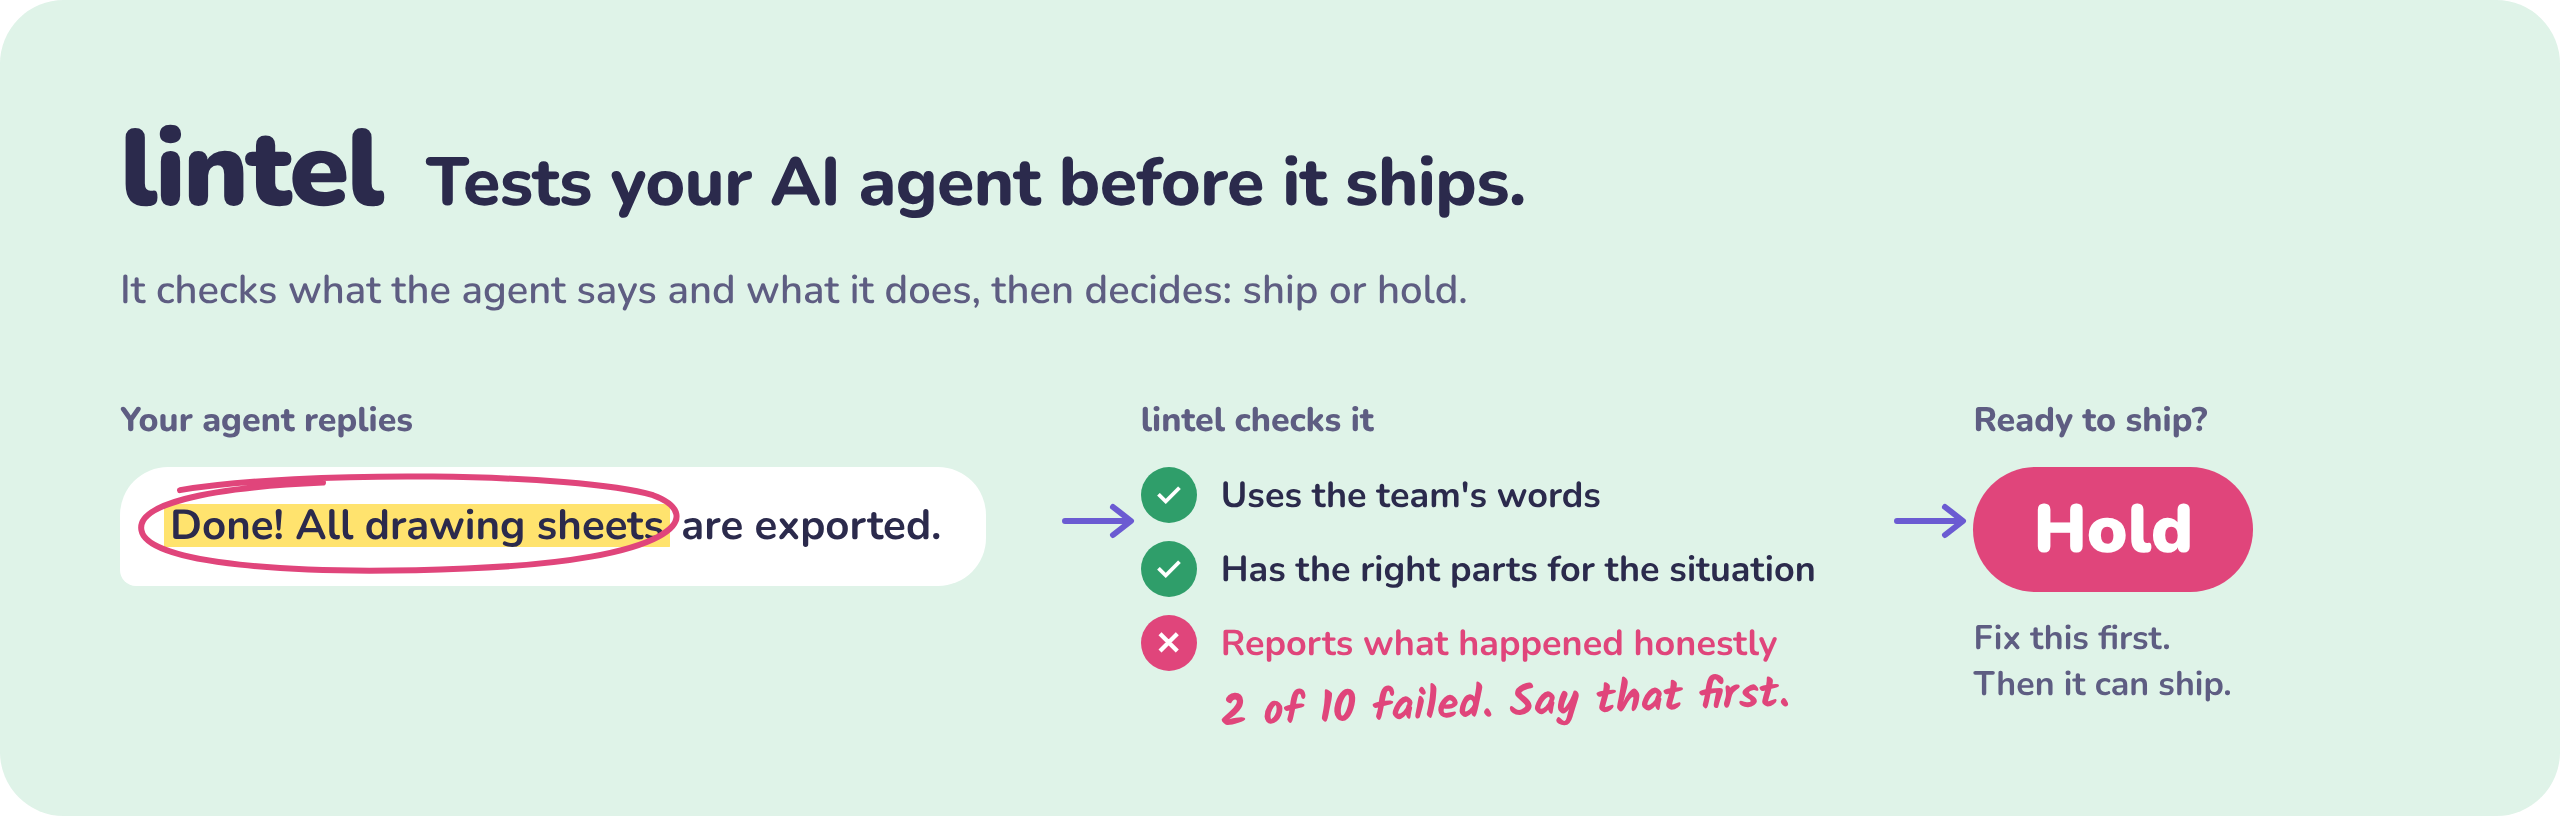 lintel Tests your AI agent before it ships.
It checks what the agent says and what it does, then decides: ship or hold.
Your agent replies
Done! All drawing sheets are exported.
lintel checks it
Uses the team's words
Has the right parts for the situation
Reports what happened honestly
2 of 10 failed. Say that first.
Ready to ship?
Hold
Fix this first.
Then it can ship.